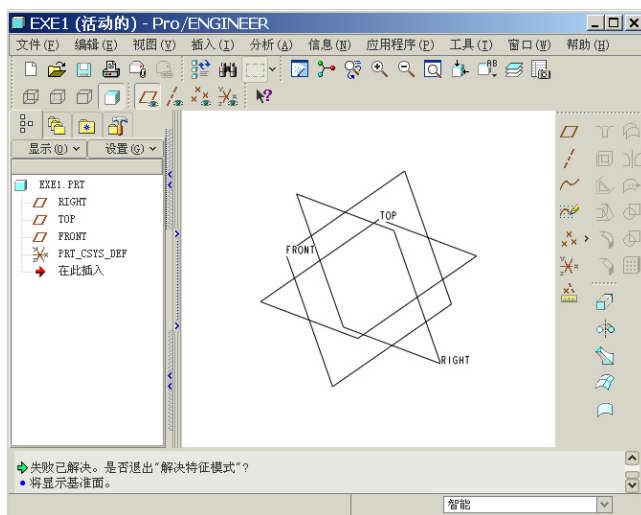 EXE1 (活动的) - Pro/ENGINEER
文件(F) 编辑(E) 视图(V) 插入(I) 分析(A) 信息(N) 应用程序(P) 工具(T) 窗口(W) 帮助(H)
显示(O) 设置(G)
EXE1.PRT
RIGHT
TOP
FRONT
PRT_CSYS_DEF
在此插入
TOP
FRONT
RIGHT
失败已解决。是否退出"解决特征模式"?
将显示基准面。
智能